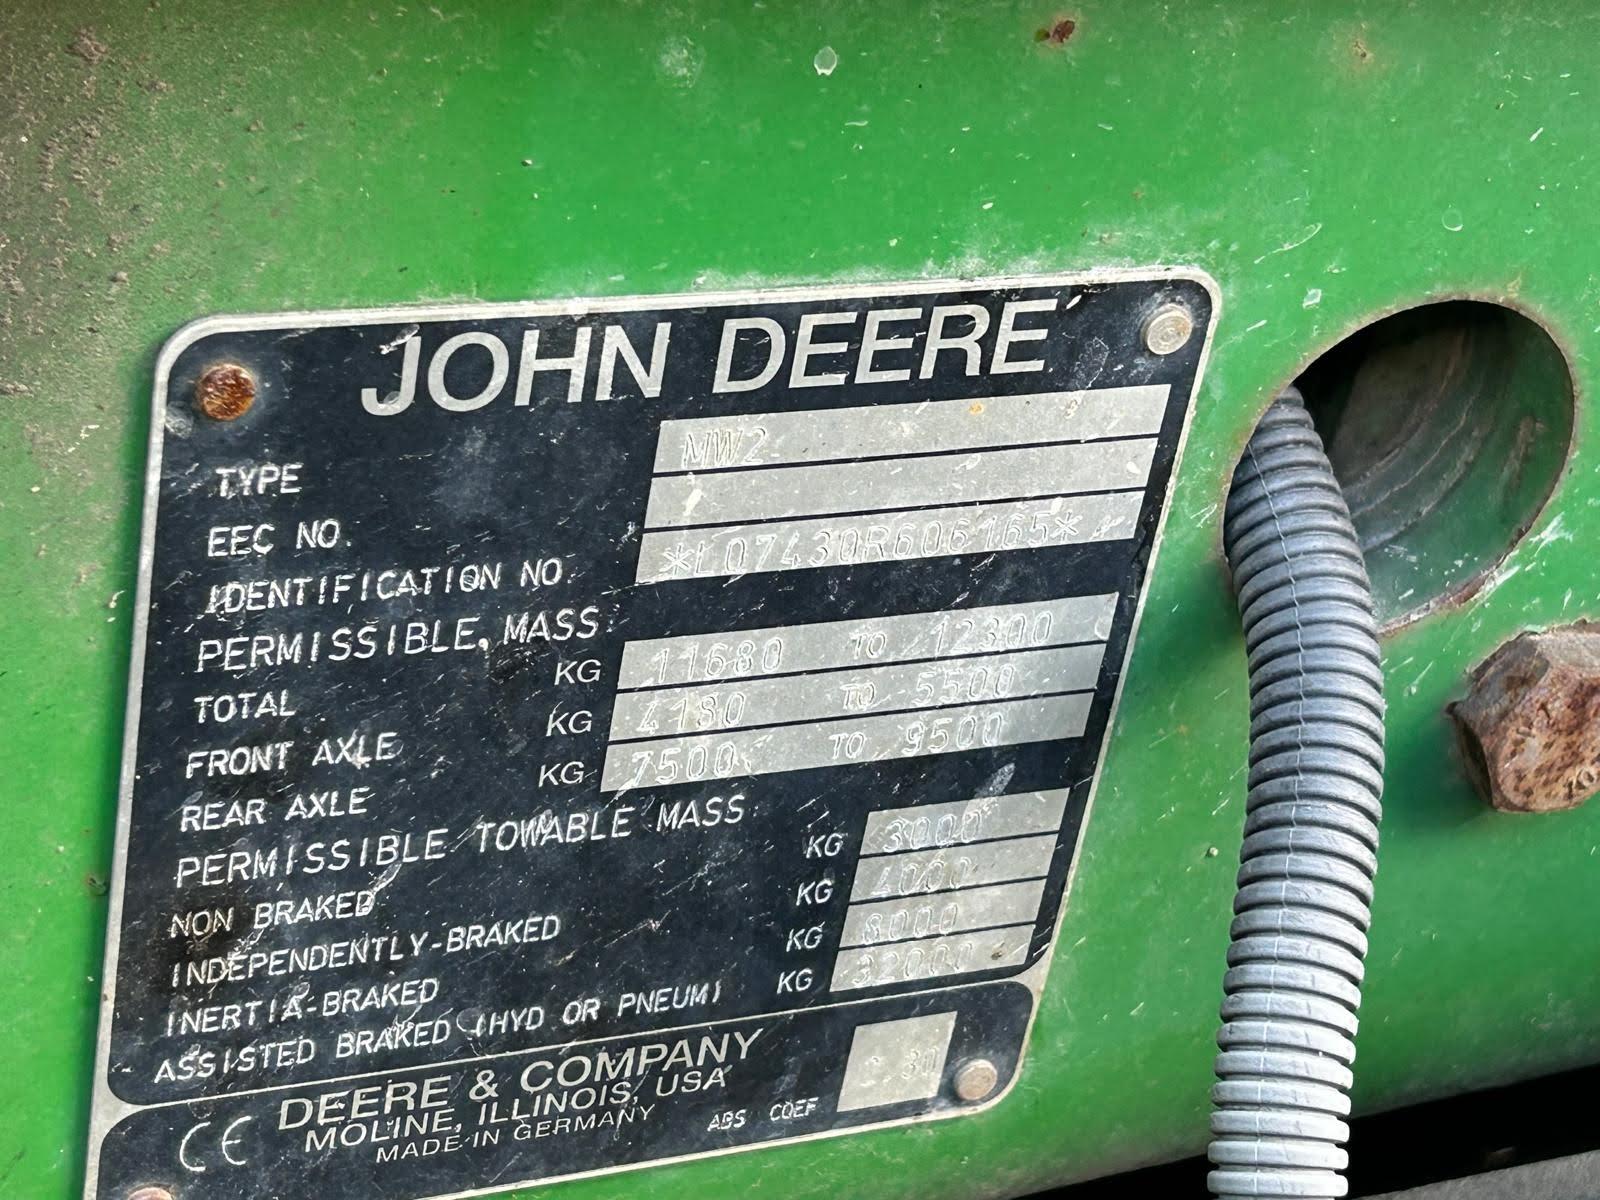 JOHN DEERE
TYPE MW2
EEC NO.
IDENTIFICATION NO. *L07430R606165*
PERMISSIBLE MASS:
TOTAL KG 11680 TO 12300
FRONT AXLE KG 4180 TO 5500
REAR AXLE KG 7500 TO 9500
PERMISSIBLE TOWABLE MASS:
NON BRAKED KG 3000
INDEPENDENTLY-BRAKED KG 4000
INERTIA-BRAKED KG 8000
ASSISTED BRAKED (HYD OR PNEUM) KG 32000
CE
DEERE & COMPANY
MOLINE, ILLINOIS, USA
MADE IN GERMANY
ABS COEF 30